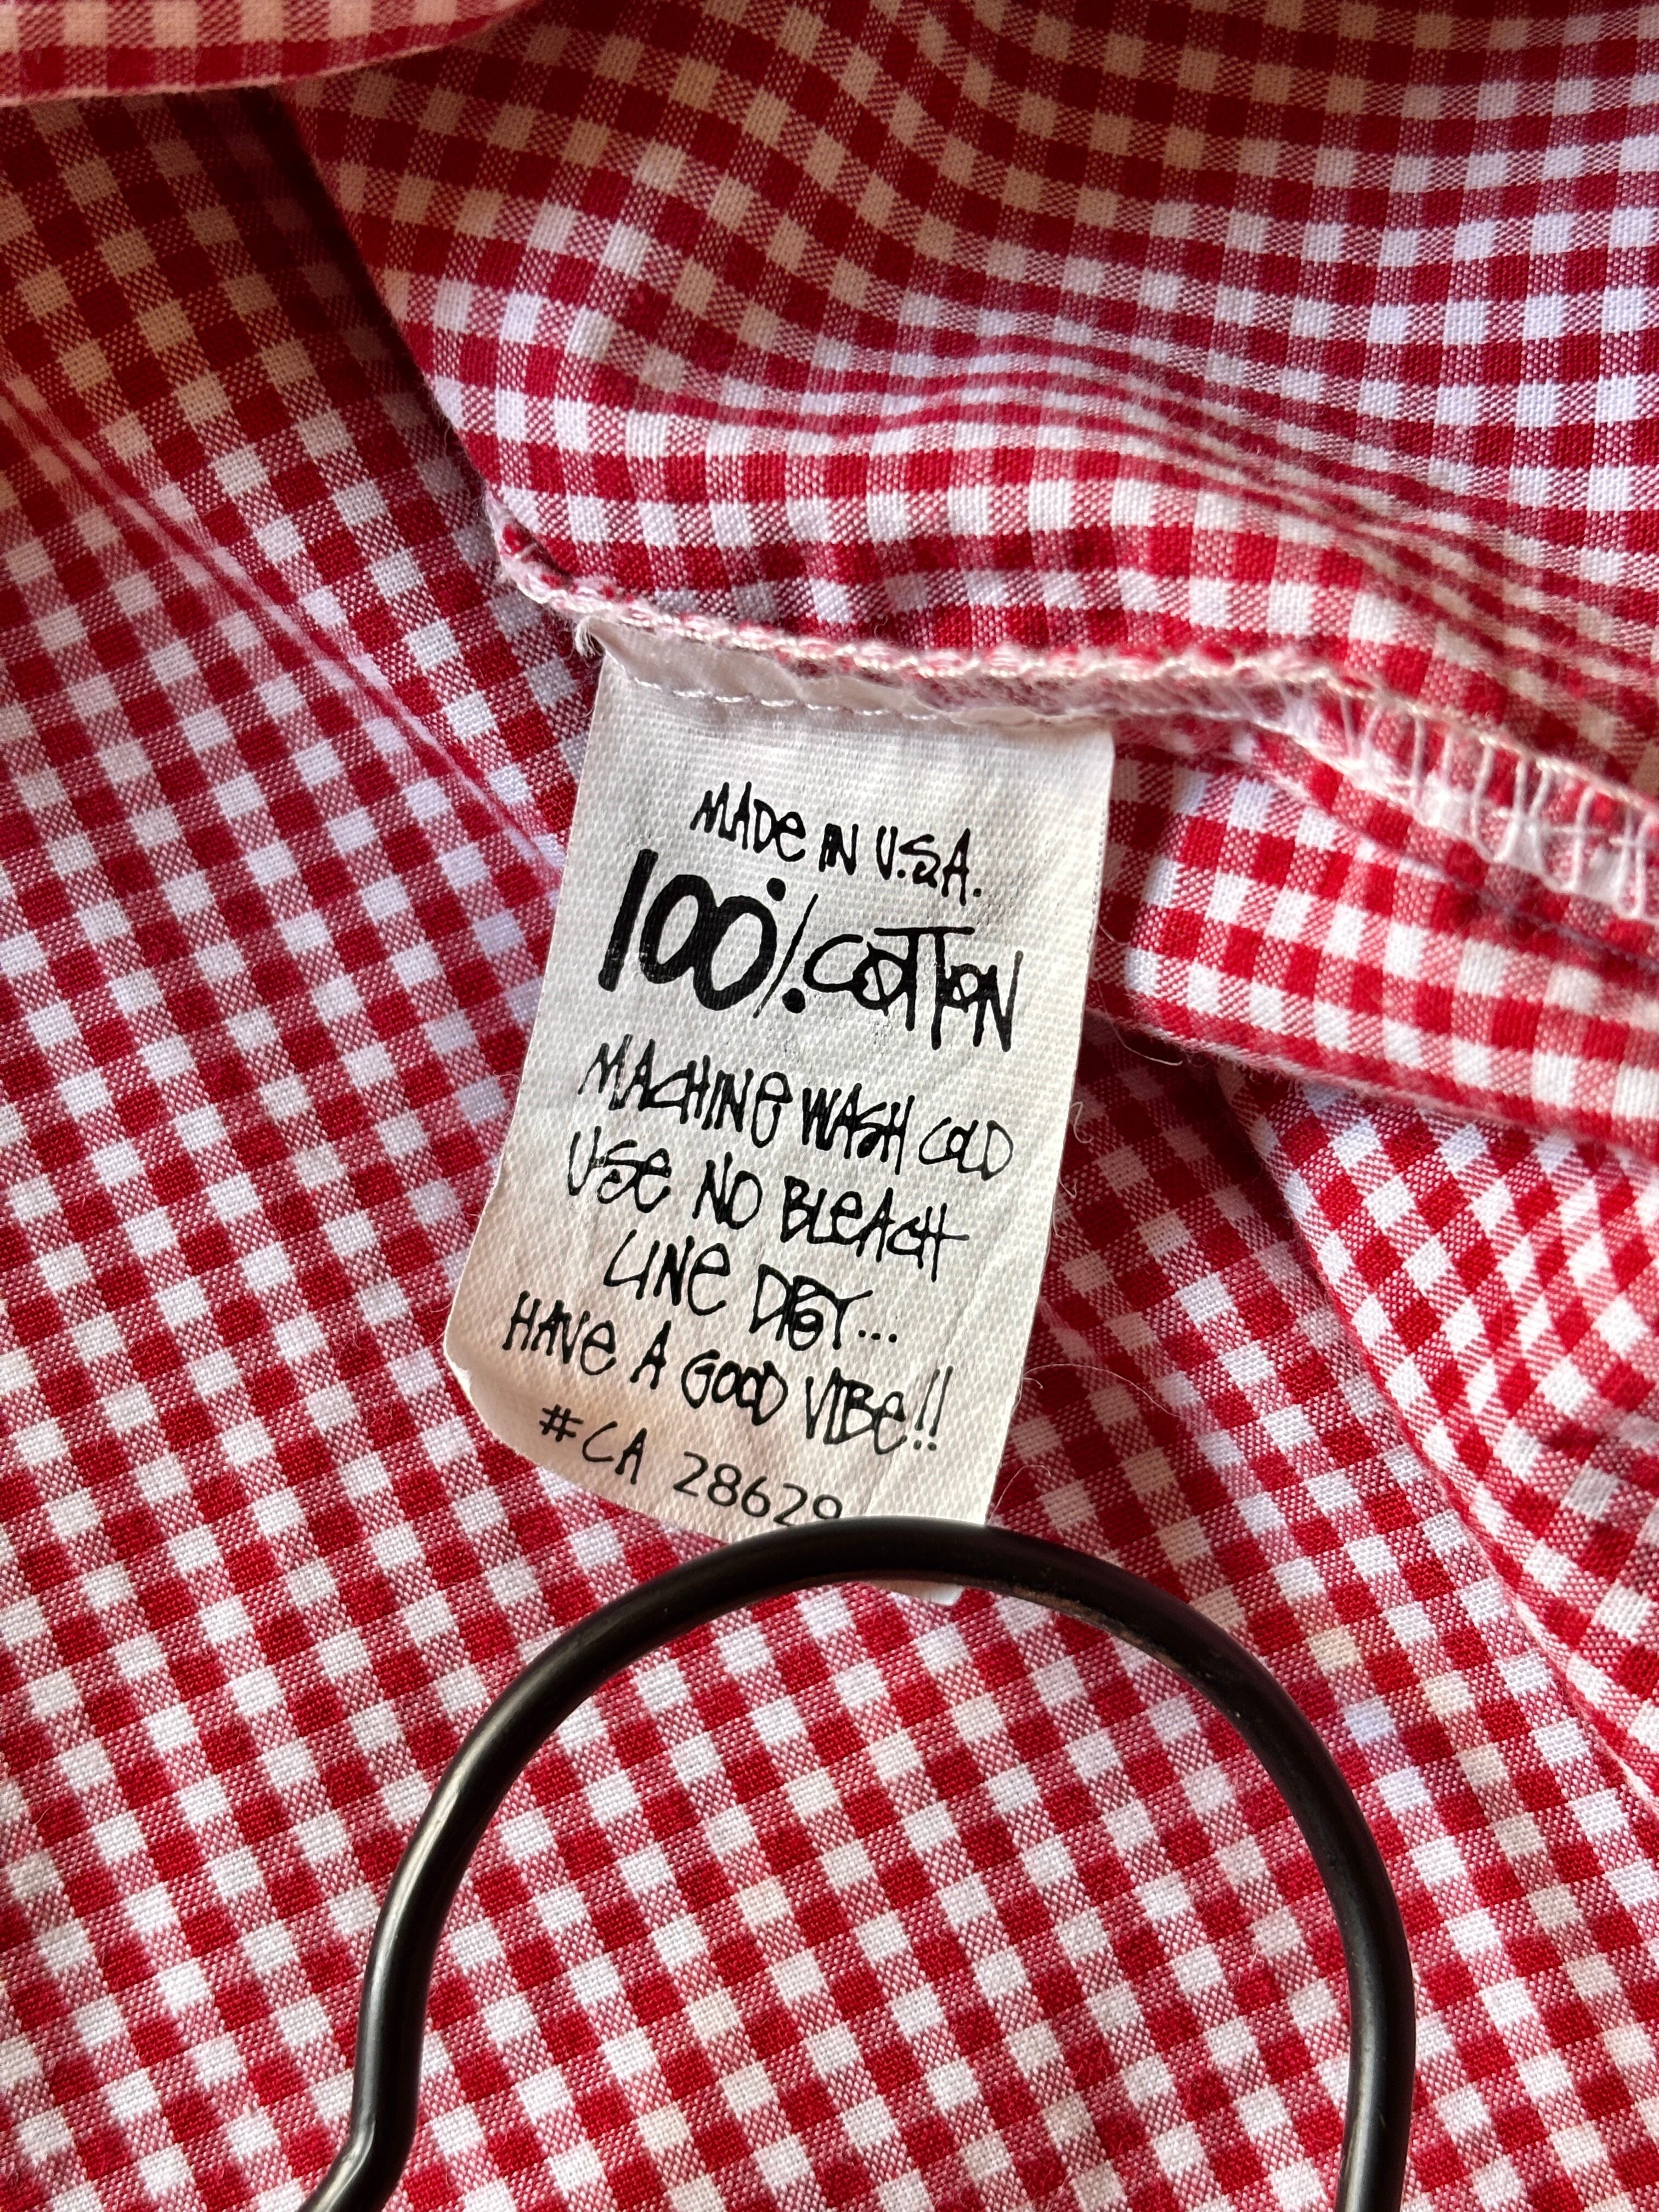 MADE IN U.S.A.
100% COTTON
MACHINE WASH COLD
USE NO BLEACH
LINE DRY...
HAVE A GOOD VIBE!!
#CA 28629